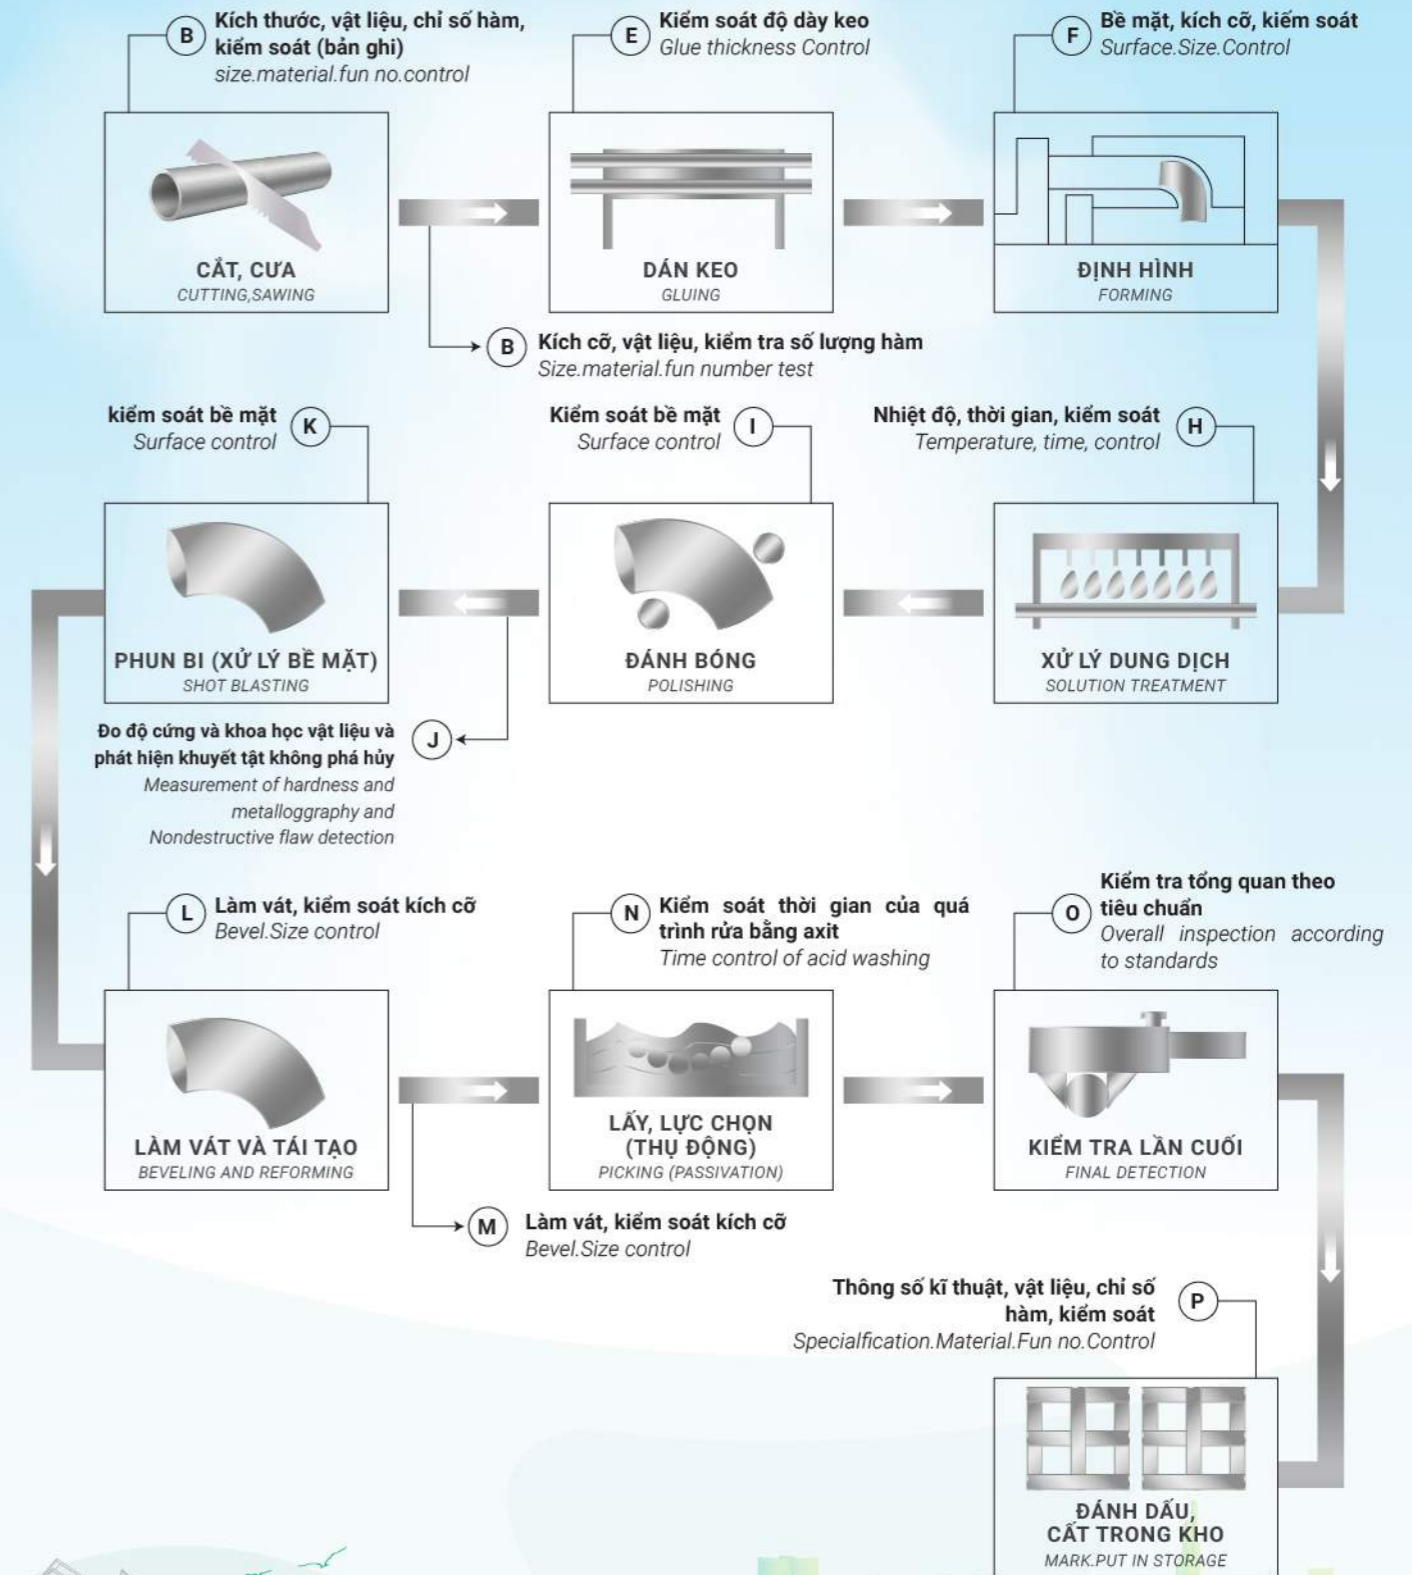 B
Kích thước, vật liệu, chỉ số hàm,
kiểm soát (bản ghi)
size.material.fun no.control
CẮT, CƯA
CUTTING,SAWING
E
Kiểm soát độ dày keo
Glue thickness Control
DÁN KEO
GLUING
F
Bề mặt, kích cỡ, kiếm soát
Surface.Size.Control
ĐỊNH HÌNH
FORMING
B
Kích cỡ, vật liệu, kiểm tra số lượng hàm
Size.material.fun number test
kiểm soát bề mặt
Surface control
K
PHUN BI (XỬ LÝ BỀ MẶT)
SHOT BLASTING
Kiểm soát bề mặt
Surface control
I
ĐÁNH BÓNG
POLISHING
Nhiệt độ, thời gian, kiểm soát
Temperature, time, control
H
XỬ LÝ DUNG DỊCH
SOLUTION TREATMENT
Đo độ cứng và khoa học vật liệu và
phát hiện khuyết tật không phá hủy
Measurement of hardness and
metalloggraphy and
Nondestructive flaw detection
J
L
Làm vát, kiểm soát kích cỡ
Bevel.Size control
LÀM VÁT VÀ TÁI TẠO
BEVELING AND REFORMING
N
Kiểm soát thời gian của quá
trình rửa bằng axit
Time control of acid washing
LẤY, LỰC CHỌN
(THỤ ĐỘNG)
PICKING (PASSIVATION)
O
Kiểm tra tổng quan theo
tiêu chuẩn
Overall inspection according
to standards
KIỂM TRA LẦN CUỐI
FINAL DETECTION
M
Làm vát, kiểm soát kích cỡ
Bevel.Size control
Thông số kĩ thuật, vật liệu, chỉ số
hàm, kiểm soát
Specialfication.Material.Fun no.Control
P
ĐÁNH DẤU,
CẤT TRONG KHO
MARK.PUT IN STORAGE